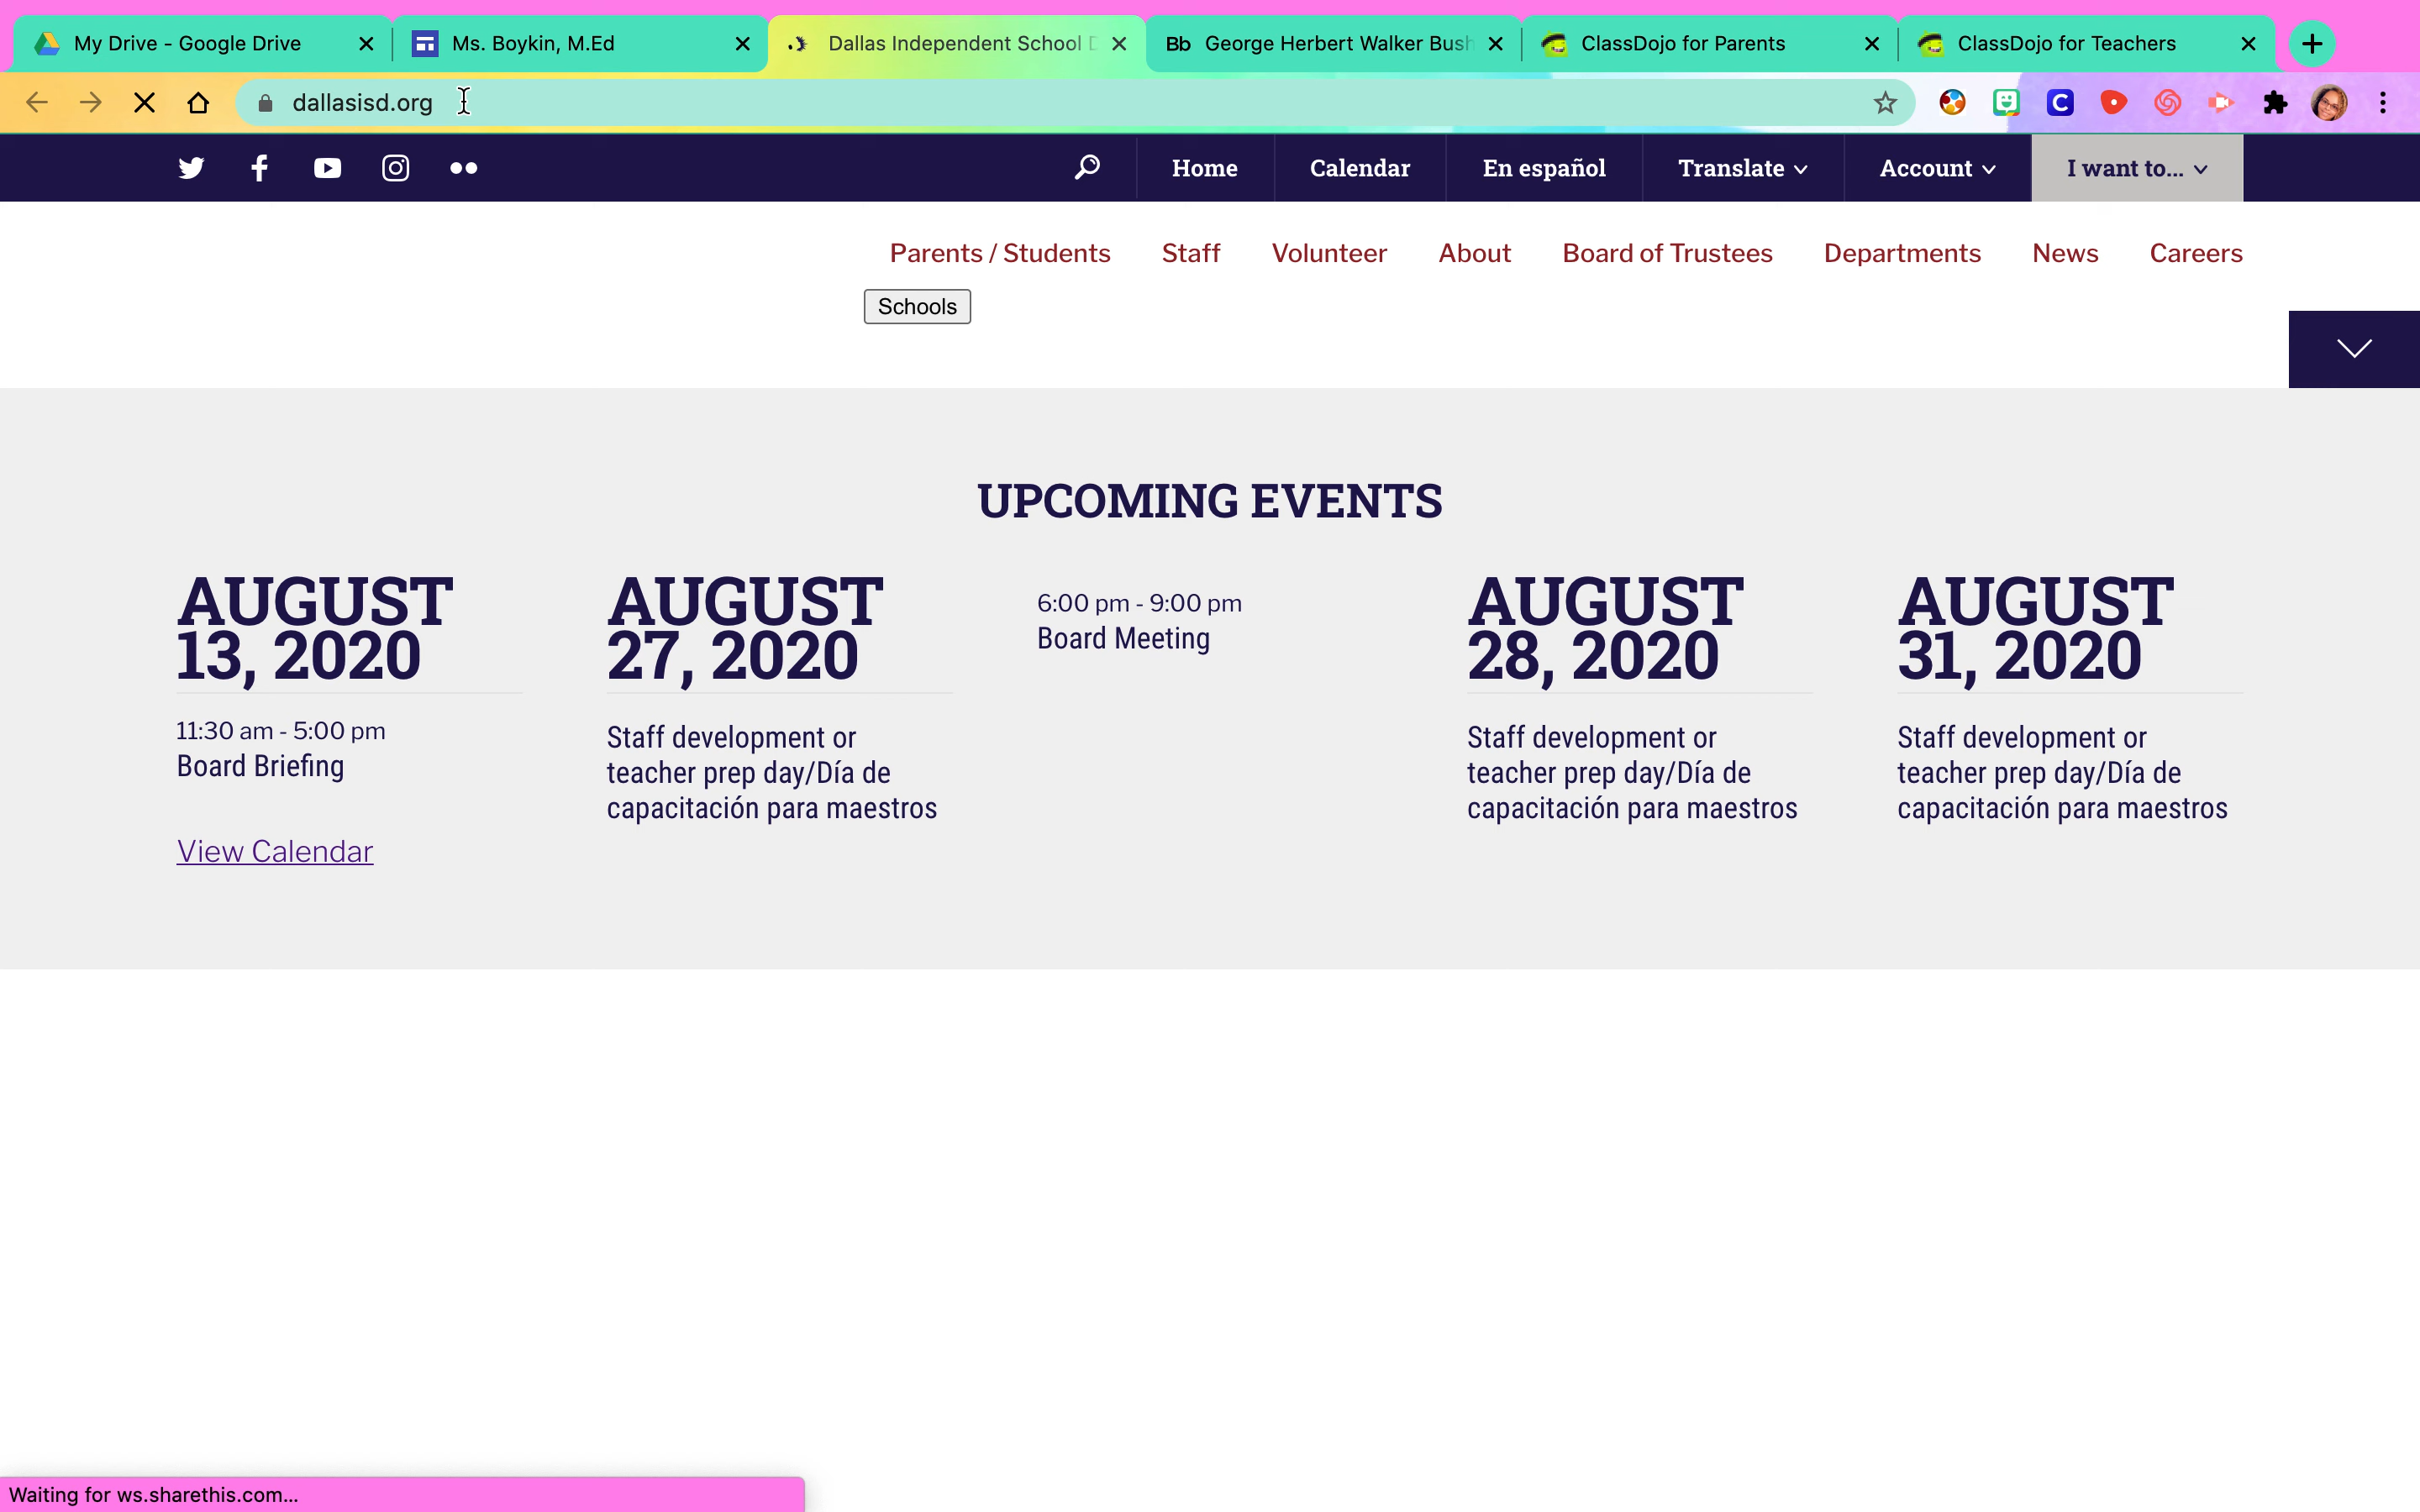 My Drive - Google Drive
Ms. Boykin, M.Ed
Dallas Independent School D
Bb George Herbert Walker Bush
ClassDojo for Parents
ClassDojo for Teachers
dallasisd.org
Home
Calendar
En español
Translate
Account
I want to...
Parents / Students
Staff
Volunteer
About
Board of Trustees
Departments
News
Careers
Schools
UPCOMING EVENTS
AUGUST
13, 2020
11:30 am - 5:00 pm
Board Briefing
View Calendar
AUGUST
27, 2020
Staff development or
teacher prep day/Día de
capacitación para maestros
6:00 pm - 9:00 pm
Board Meeting
AUGUST
28, 2020
Staff development or
teacher prep day/Día de
capacitación para maestros
AUGUST
31, 2020
Staff development or
teacher prep day/Día de
capacitación para maestros
Waiting for ws.sharethis.com...